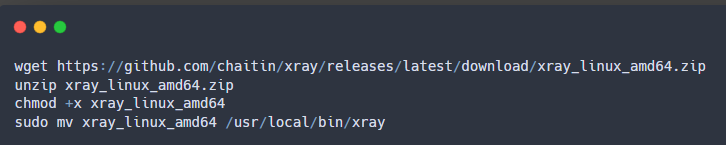 wget https://github.com/chaitin/xray/releases/latest/download/xray_linux_amd64.zip
unzip xray_linux_amd64.zip
chmod +x xray_linux_amd64
sudo mv xray_linux_amd64 /usr/local/bin/xray